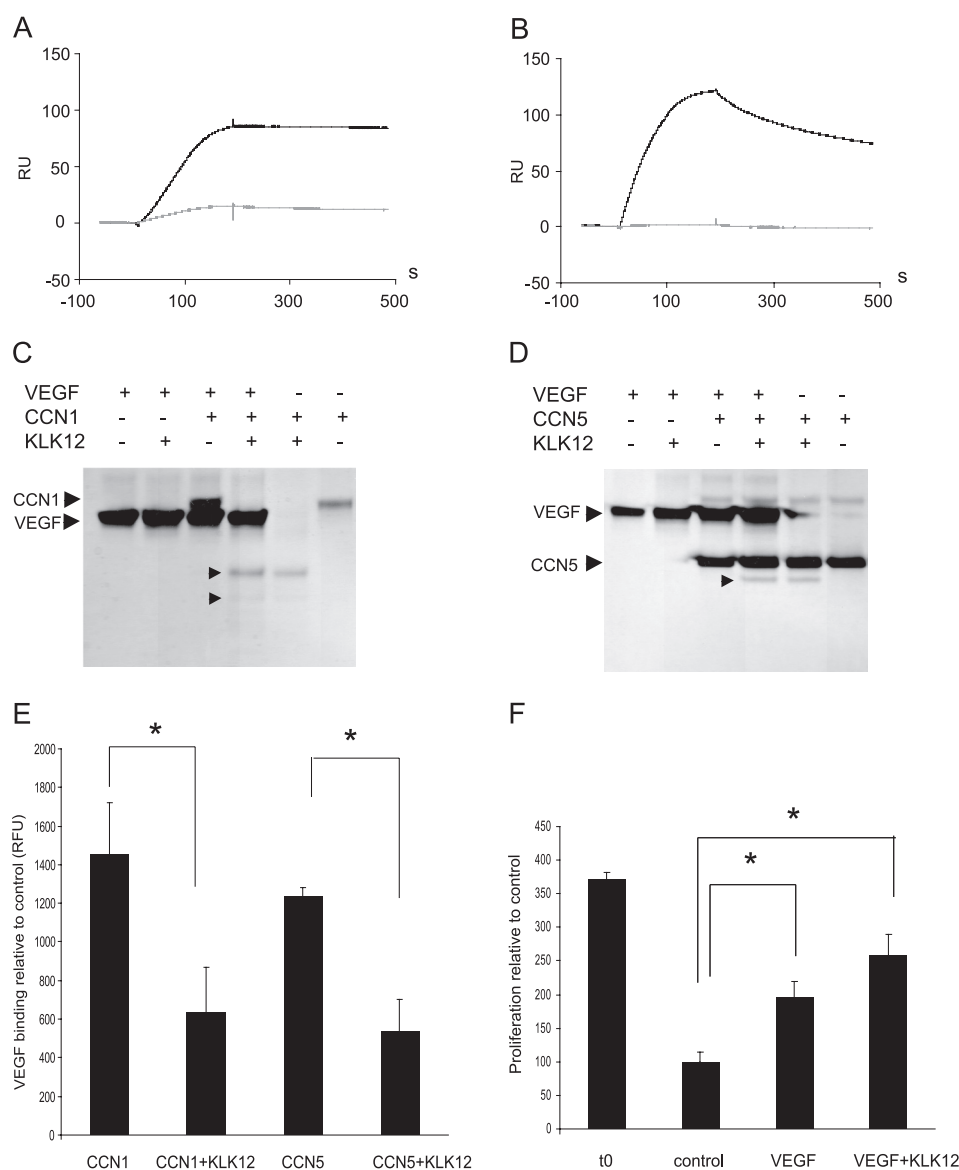 A
150
100
50
0
-50
RU
-100 100 300 500
s
B
150
100
50
0
-50
RU
-100 100 300 500
s
C
VEGF + + + + - -
CCN1 - - + + + +
KLK12 - + - + + -
CCN1
VEGF
D
VEGF + + + + - -
CCN5 - - + + + +
KLK12 - + - + + -
VEGF
CCN5
E
VEGF binding relative to control (RFU)
2000
1800
1600
1400
1200
1000
800
600
400
200
0
*
*
CCN1 CCN1+KLK12 CCN5 CCN5+KLK12
F
Proliferation relative to control
450
400
350
300
250
200
150
100
50
0
*
*
t0 control VEGF VEGF+KLK12